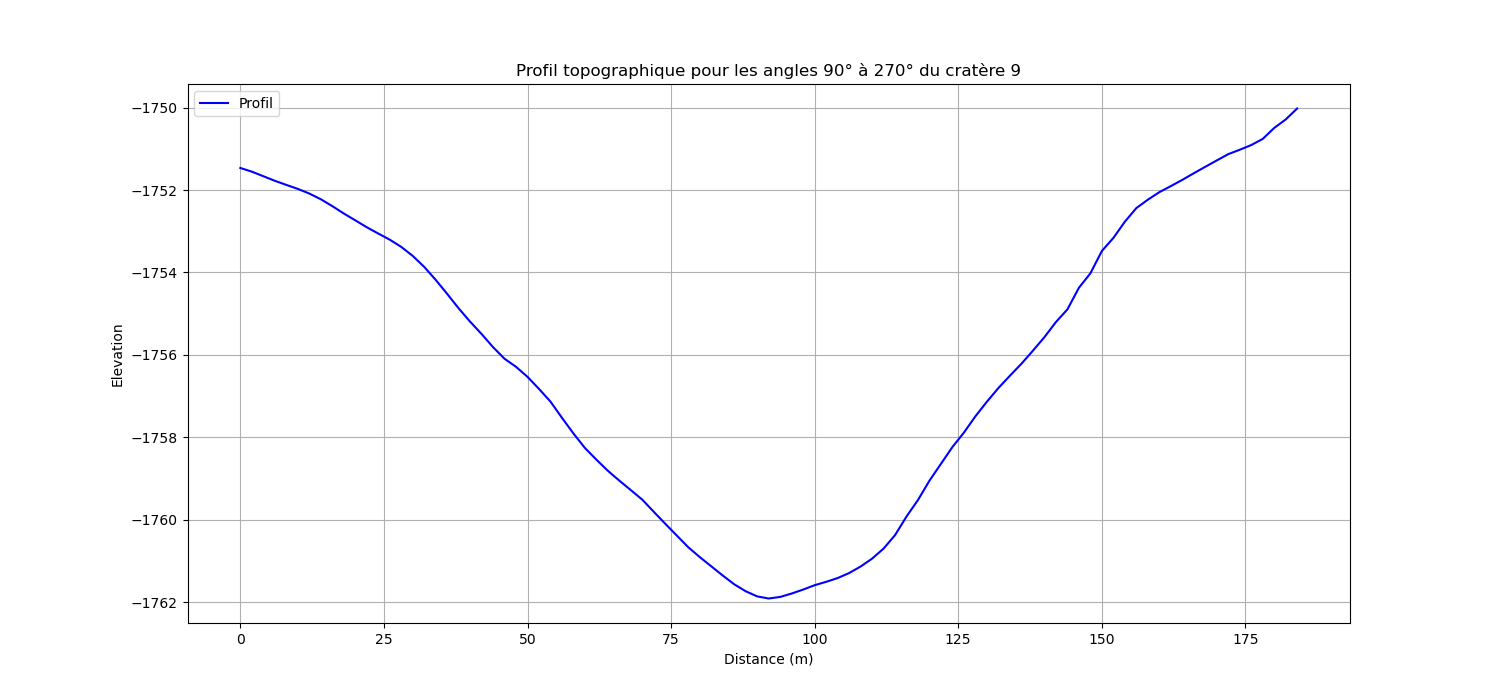 Profil topographique pour les angles 90° à 270° du cratère 9
Profil
−1750
−1752
−1754
−1756
−1758
−1760
−1762
Elevation
0 25 50 75 100 125 150 175
Distance (m)